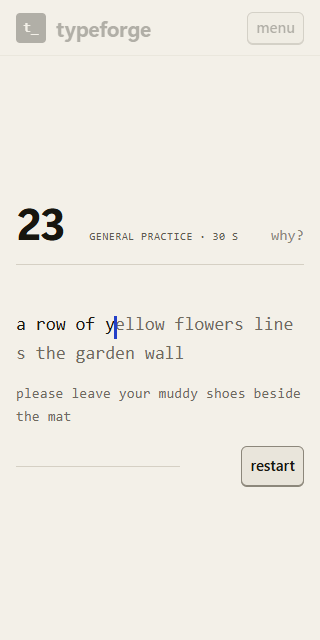 t_ typeforge menu
23 GENERAL PRACTICE · 30 S why?
a row of yellow flowers line
s the garden wall
please leave your muddy shoes beside
the mat
restart